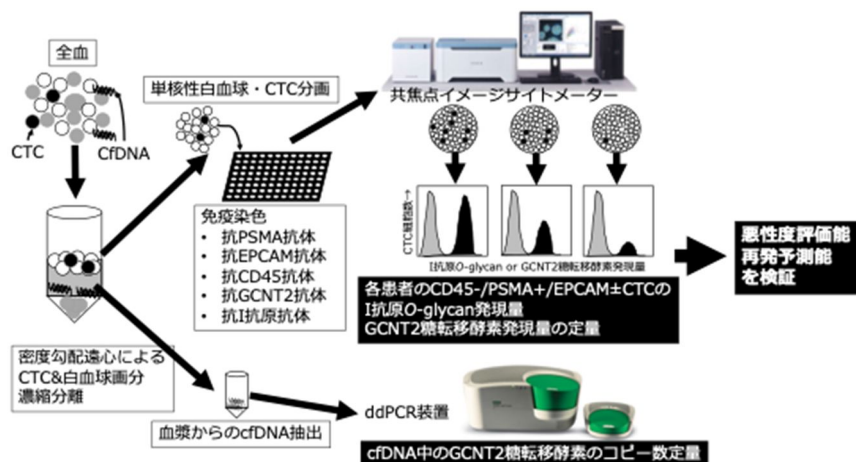 全血
CTC
CfDNA
単核性白血球・CTC分画
免疫染色
• 抗PSMA抗体
• 抗EPCAM抗体
• 抗CD45抗体
• 抗GCNT2抗体
• 抗I抗原抗体
共焦点イメージサイトメーター
CTC細胞数→
I抗原O-glycan or GCNT2糖転移酵素発現量
各患者のCD45-/PSMA+/EPCAM±CTCの
I抗原O-glycan発現量
GCNT2糖転移酵素発現量の定量
悪性度評価能
再発予測能
を検証
密度勾配遠心による
CTC&白血球画分
濃縮分離
血漿からのcfDNA抽出
ddPCR装置
cfDNA中のGCNT2糖転移酵素のコピー数定量